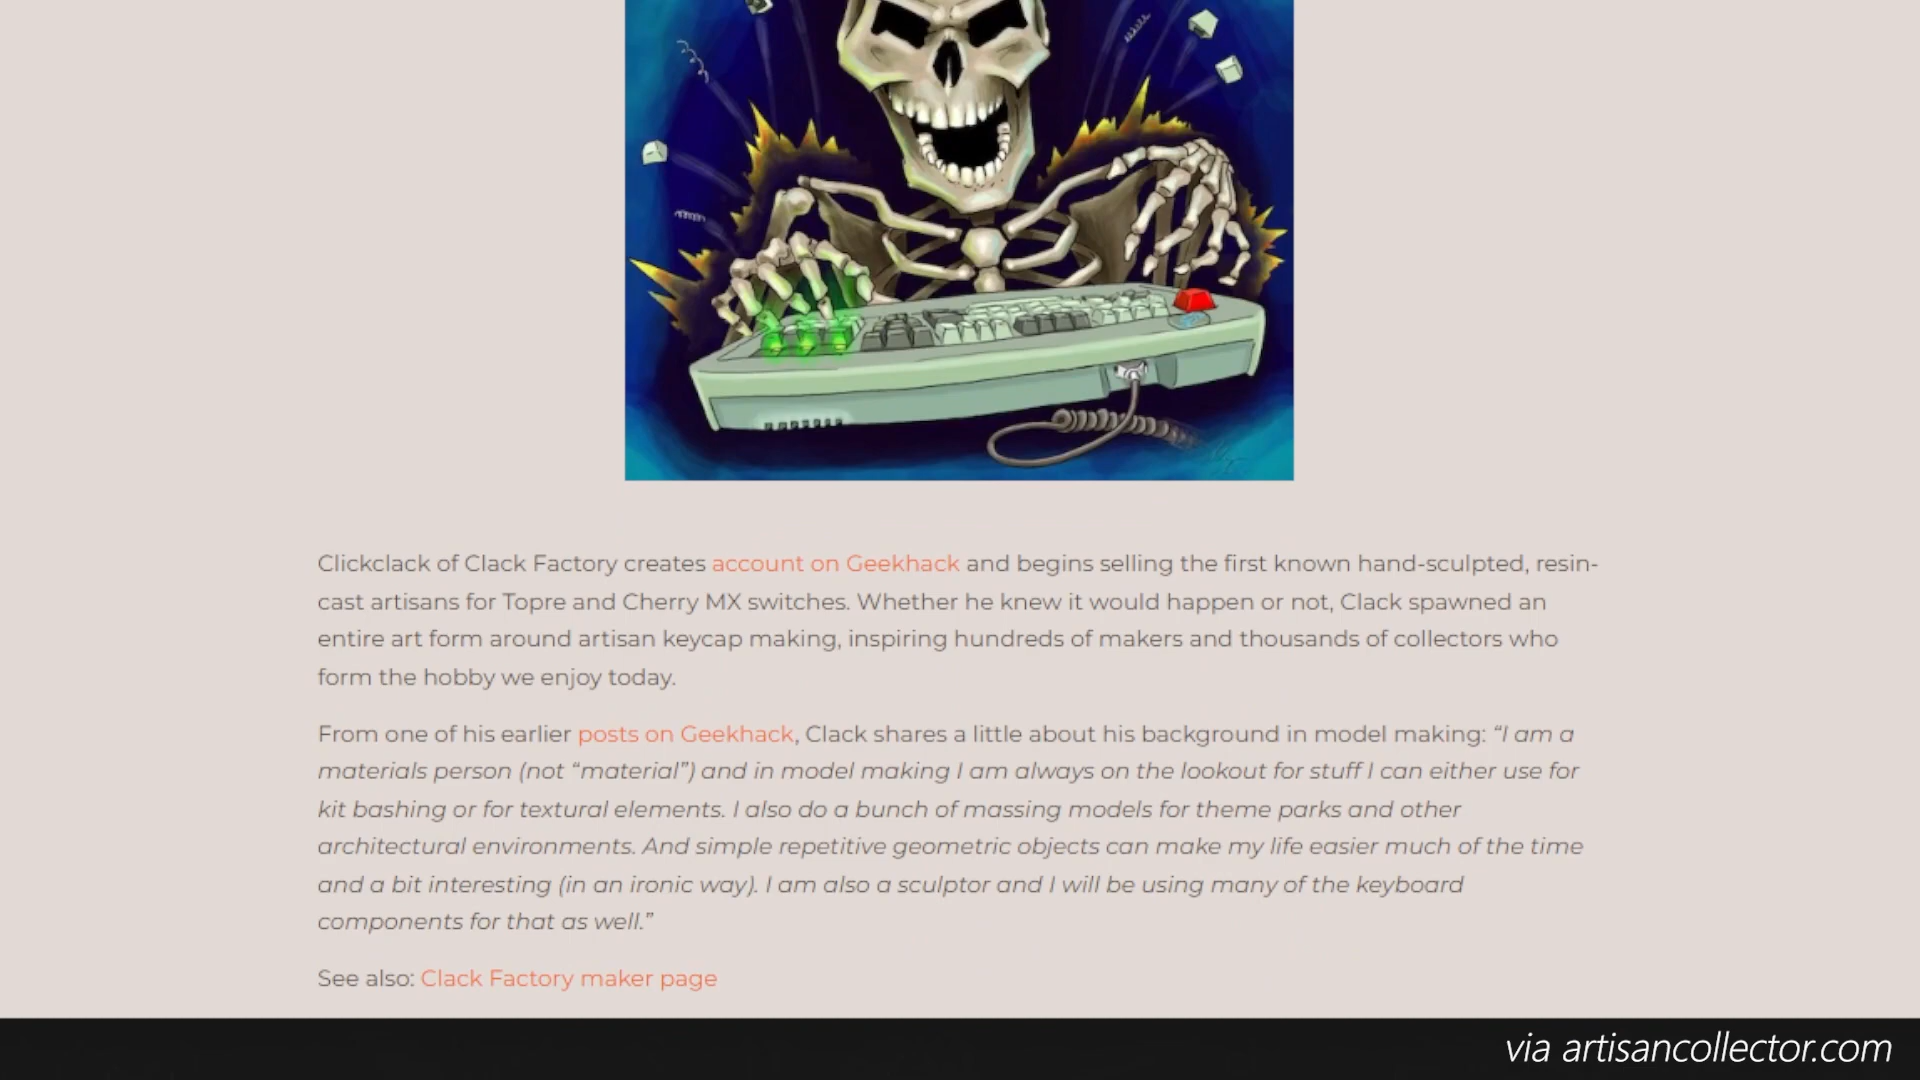 Clickclack of Clack Factory creates account on Geekhack and begins selling the first known hand-sculpted, resin-
cast artisans for Topre and Cherry MX switches. Whether he knew it would happen or not, Clack spawned an
entire art form around artisan keycap making, inspiring hundreds of makers and thousands of collectors who
form the hobby we enjoy today.
From one of his earlier posts on Geekhack, Clack shares a little about his background in model making: “I am a
materials person (not “material”) and in model making I am always on the lookout for stuff I can either use for
kit bashing or for textural elements. I also do a bunch of massing models for theme parks and other
architectural environments. And simple repetitive geometric objects can make my life easier much of the time
and a bit interesting (in an ironic way). I am also a sculptor and I will be using many of the keyboard
components for that as well.”
See also: Clack Factory maker page
via artisancollector.com